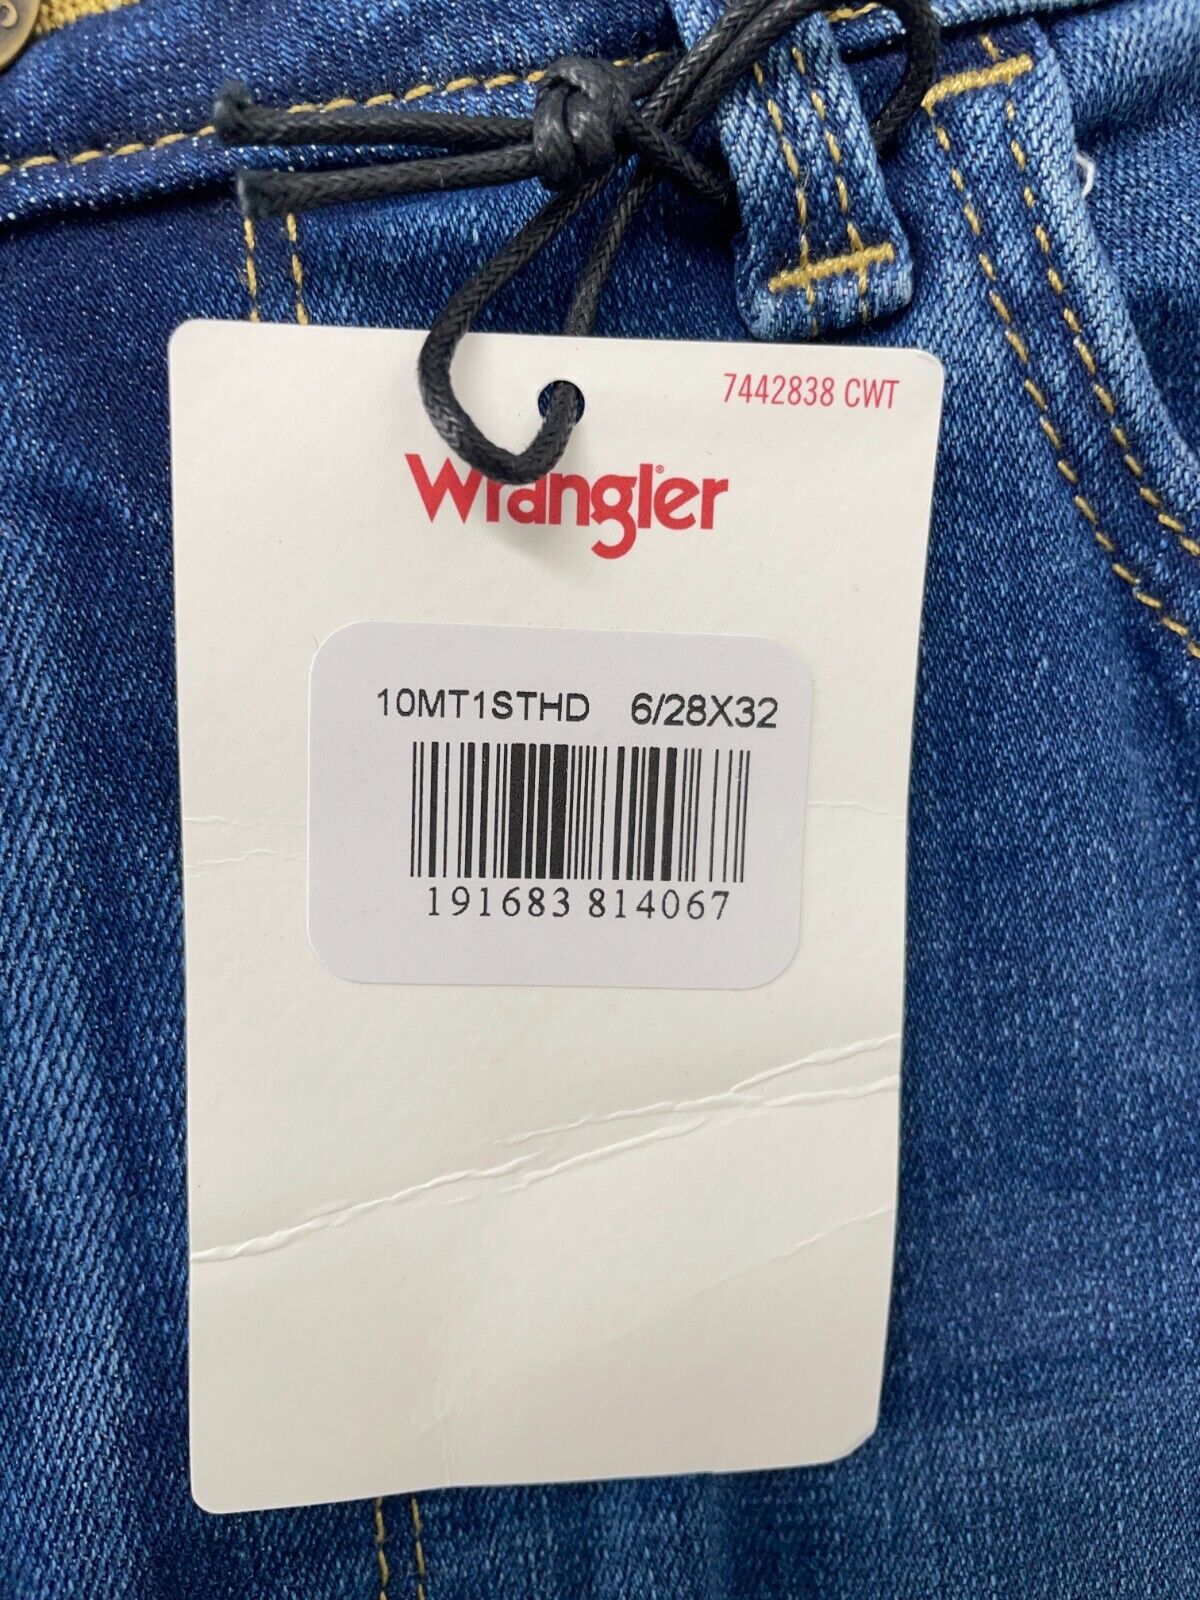 7442838 CWT
Wrangler®
10MT1STHD 6/28X32
191683 814067